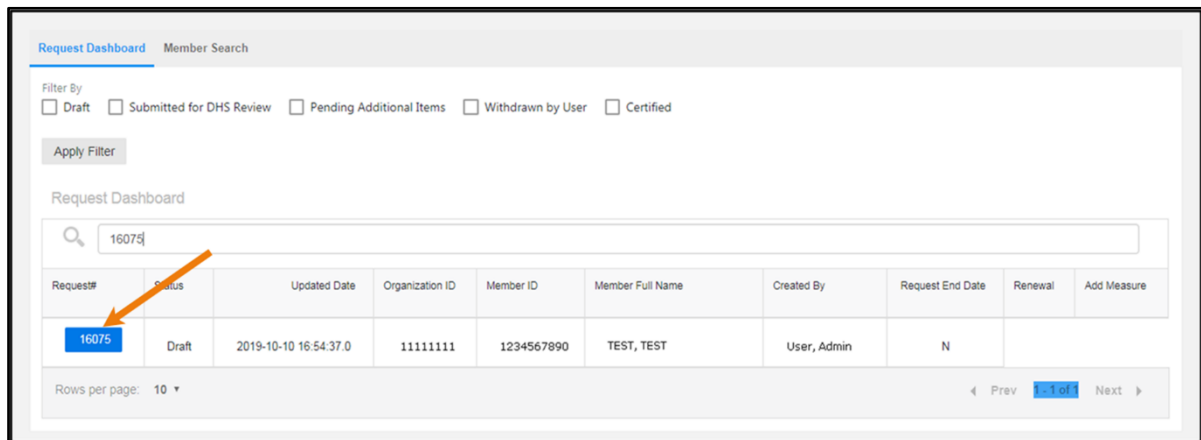 Request Dashboard Member Search
Filter By
Draft Submitted for DHS Review Pending Additional Items Withdrawn by User Certified
Apply Filter
Request Dashboard
16075
Request# Status Updated Date Organization ID Member ID Member Full Name Created By Request End Date Renewal Add Measure
16075 Draft 2019-10-10 16:54:37.0 11111111 1234567890 TEST, TEST User, Admin N
Rows per page: 10 Prev 1 - 1 of 1 Next